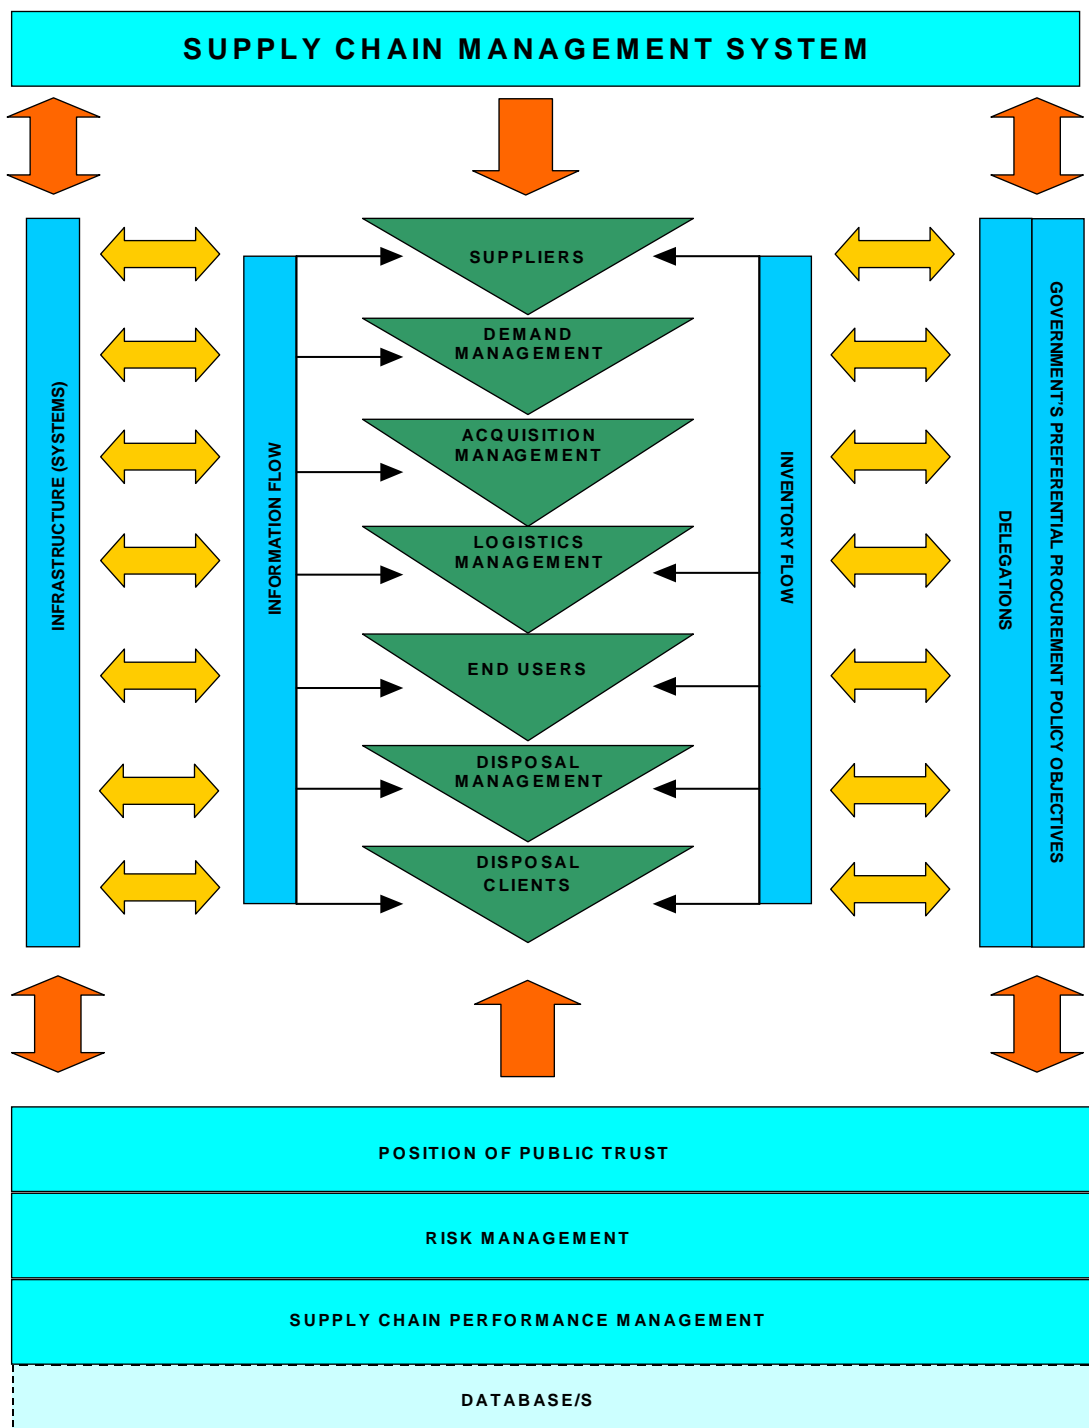 SUPPLY CHAIN MANAGEMENT SYSTEM
INFRASTRUCTURE (SYSTEMS)
INFORMATION FLOW
SUPPLIERS
DEMAND
MANAGEMENT
ACQUISITION
MANAGEMENT
LOGISTICS
MANAGEMENT
END USERS
DISPOSAL
MANAGEMENT
DISPOSAL
CLIENTS
INVENTORY FLOW
DELEGATIONS
GOVERNMENT'S PREFERENTIAL PROCUREMENT POLICY OBJECTIVES
POSITION OF PUBLIC TRUST
RISK MANAGEMENT
SUPPLY CHAIN PERFORMANCE MANAGEMENT
DATABASE/S